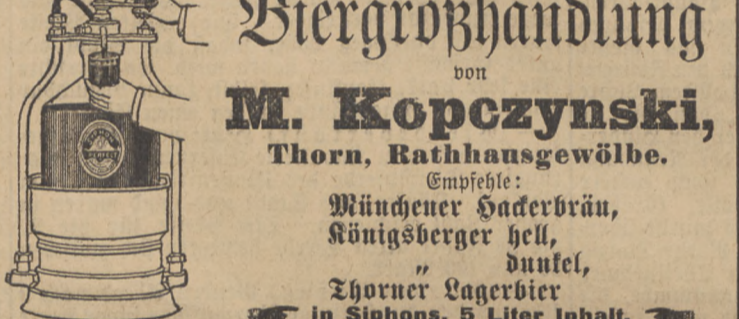 Biergroßhandlung
von
M. Kopczynski,
Thorn, Rathhausgewölbe.
Empfehle:
Münchener Hackerbräu,
Königsberger hell,
„ dunkel,
Thorner Lagerbier
in Siphons, 5 Liter Inhalt.